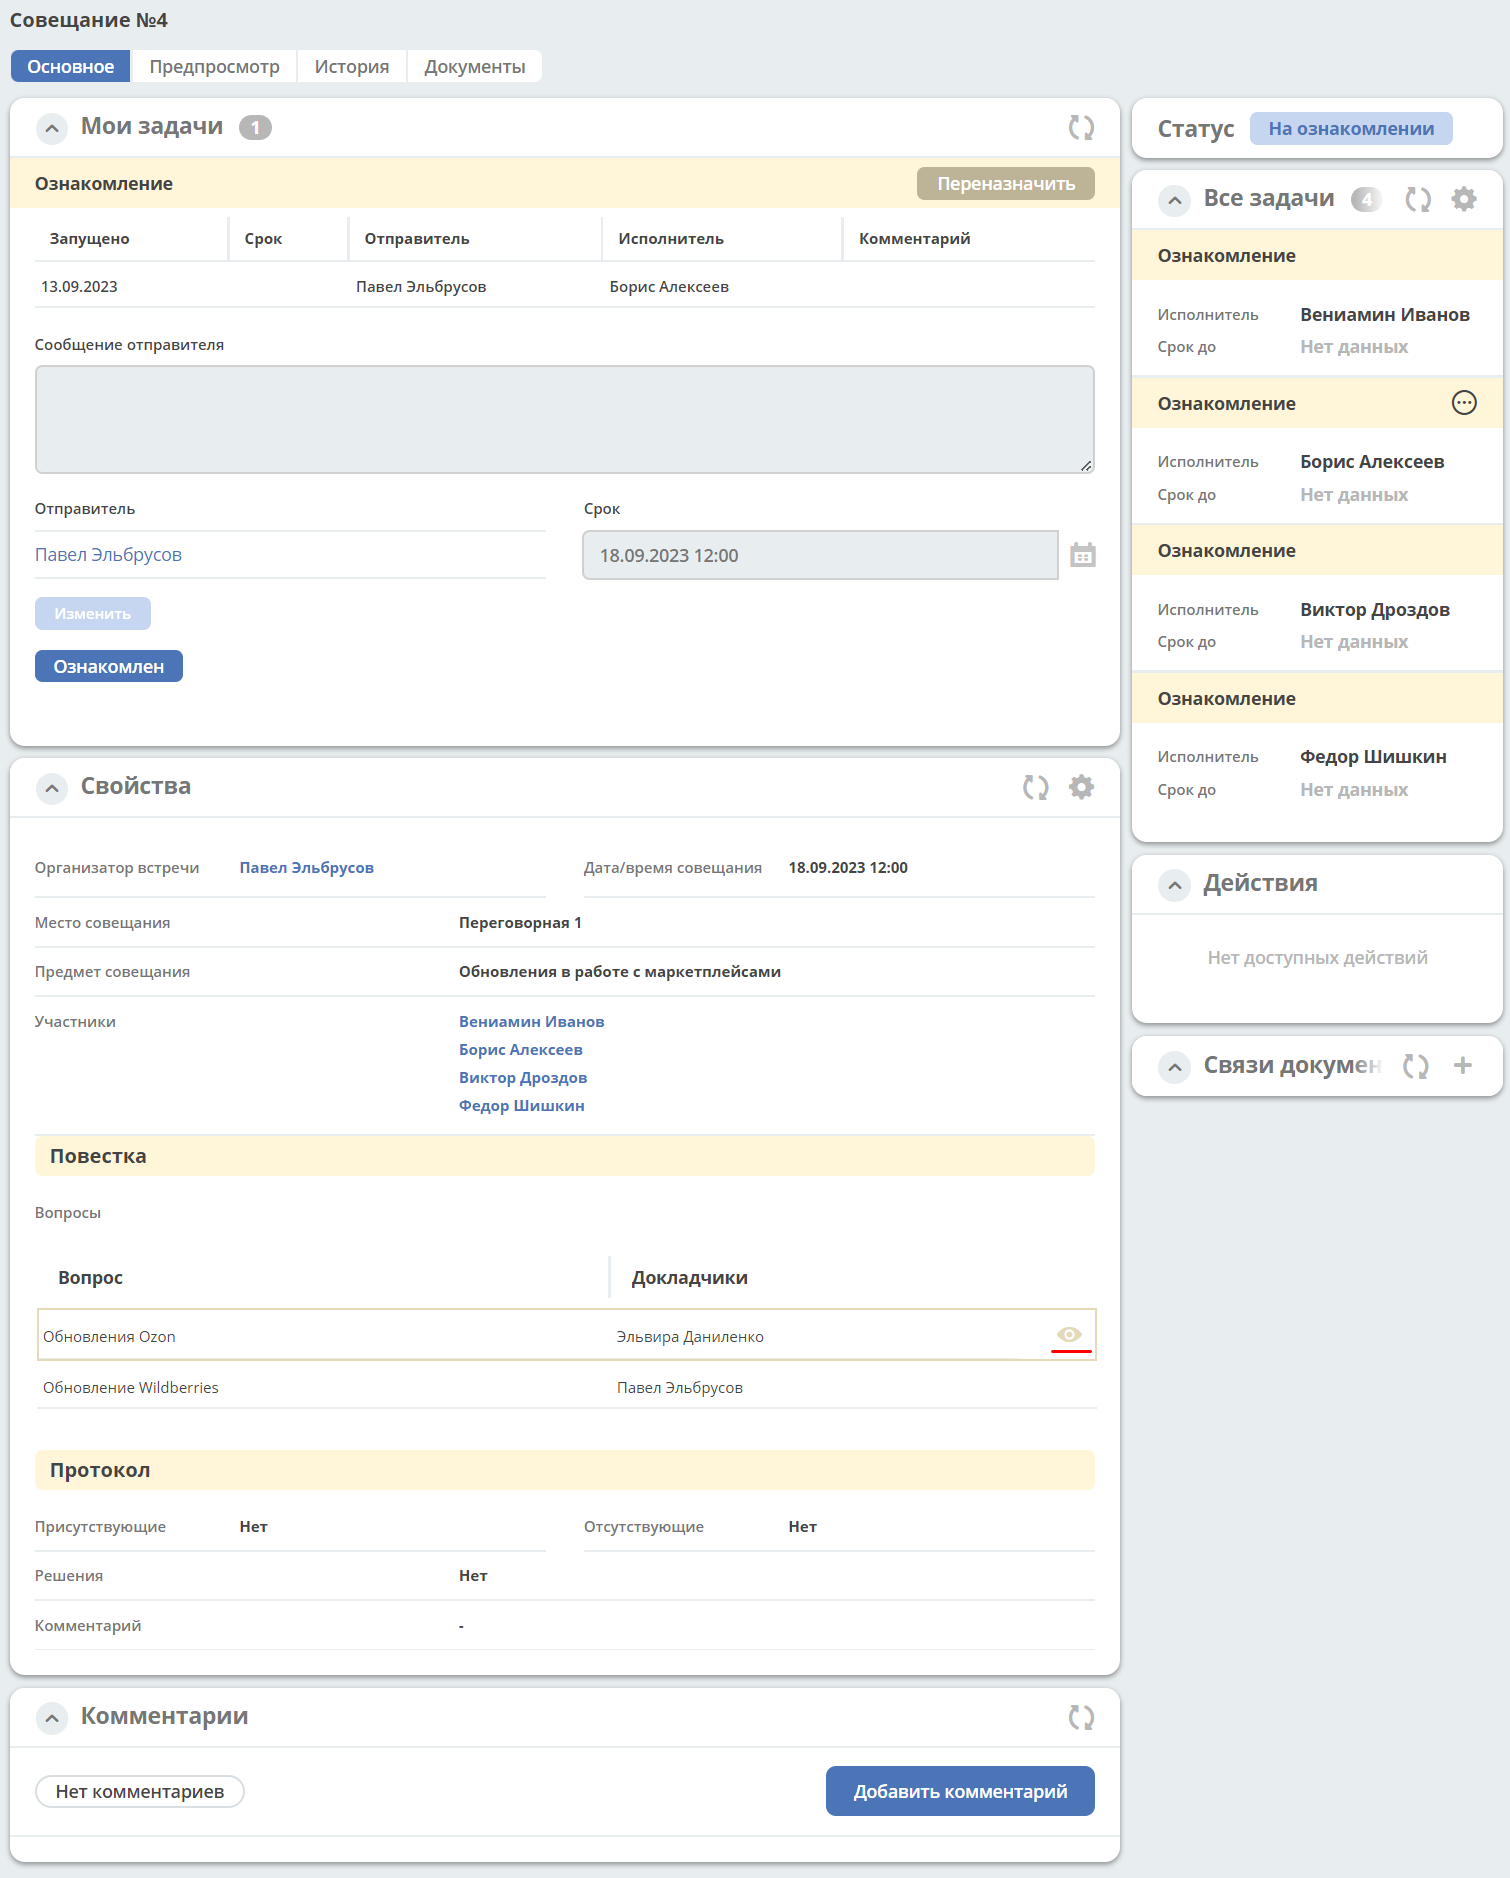 Совещание №4
Основное Предпросмотр История Документы
Мои задачи 1
Ознакомление Переназначить
Запущено Срок Отправитель Исполнитель Комментарий
13.09.2023 Павел Эльбрусов Борис Алексеев
Сообщение отправителя
Отправитель Срок
Павел Эльбрусов 18.09.2023 12:00
Изменить
Ознакомлен
Свойства
Организатор встречи Павел Эльбрусов Дата/время совещания 18.09.2023 12:00
Место совещания Переговорная 1
Предмет совещания Обновления в работе с маркетплейсами
Участники Вениамин Иванов
Борис Алексеев
Виктор Дроздов
Федор Шишкин
Повестка
Вопросы
Вопрос Докладчики
Обновления Ozon Эльвира Даниленко
Обновление Wildberries Павел Эльбрусов
Протокол
Присутствующие Нет Отсутствующие Нет
Решения Нет
Комментарий -
Комментарии
Нет комментариев Добавить комментарий
Статус На ознакомлении
Все задачи 4
Ознакомление
Исполнитель Вениамин Иванов
Срок до Нет данных
Ознакомление
Исполнитель Борис Алексеев
Срок до Нет данных
Ознакомление
Исполнитель Виктор Дроздов
Срок до Нет данных
Ознакомление
Исполнитель Федор Шишкин
Срок до Нет данных
Действия
Нет доступных действий
Связи докумен